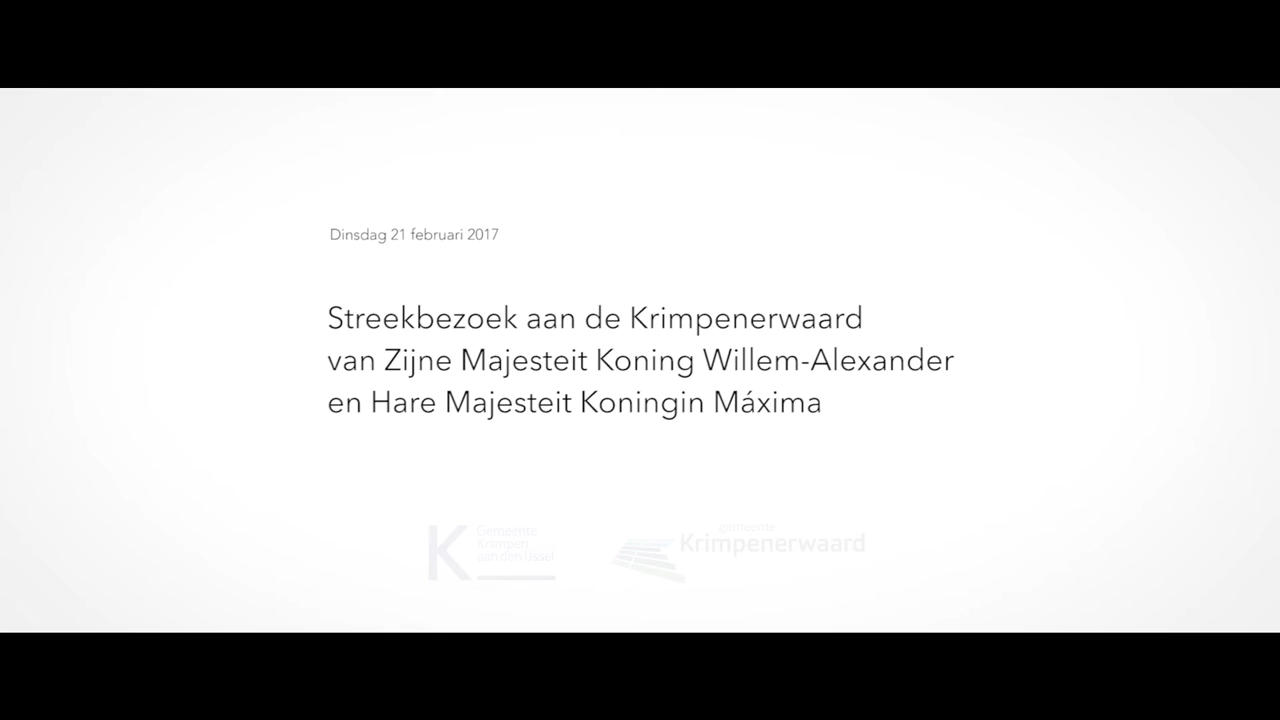 Dinsdag 21 februari 2017
Streekbezoek aan de Krimpenerwaard
van Zijne Majesteit Koning Willem-Alexander
en Hare Majesteit Koningin Máxima
K
Gemeente
Krimpen
aan den IJssel
gemeente
Krimpenerwaard